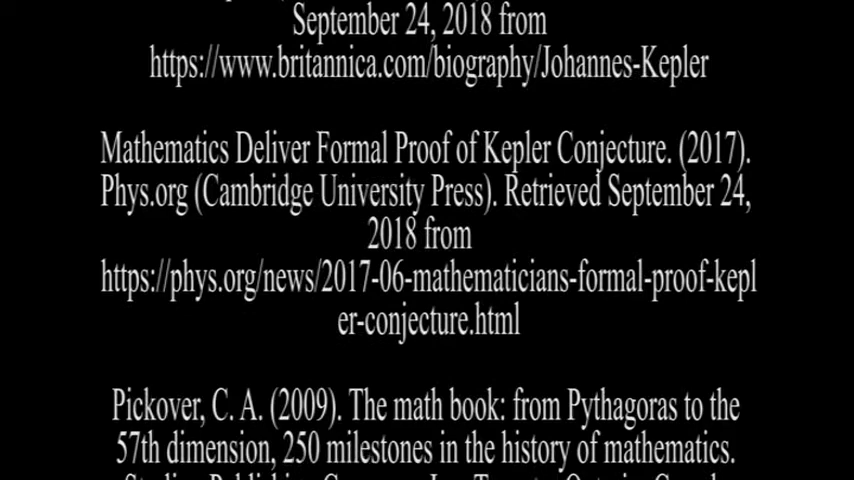 September 24, 2018 from
https://www.britannica.com/biography/Johannes-Kepler
Mathematics Deliver Formal Proof of Kepler Conjecture. (2017).
Phys.org (Cambridge University Press). Retrieved September 24,
2018 from
https://phys.org/news/2017-06-mathematicians-formal-proof-kepl
er-conjecture.html
Pickover, C. A. (2009). The math book: from Pythagoras to the
57th dimension, 250 milestones in the history of mathematics.